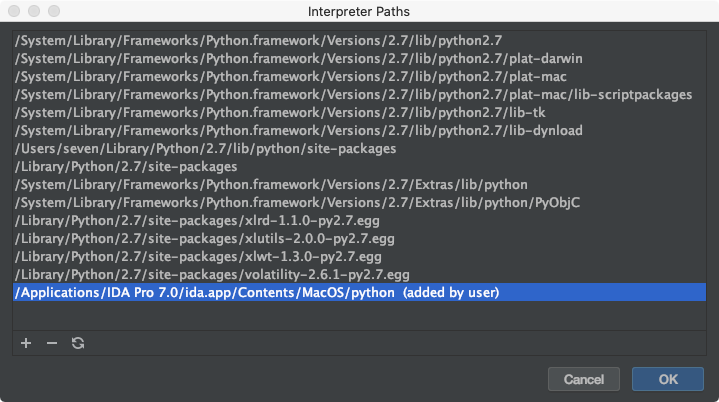 Interpreter Paths
/System/Library/Frameworks/Python.framework/Versions/2.7/lib/python2.7
/System/Library/Frameworks/Python.framework/Versions/2.7/lib/python2.7/plat-darwin
/System/Library/Frameworks/Python.framework/Versions/2.7/lib/python2.7/plat-mac
/System/Library/Frameworks/Python.framework/Versions/2.7/lib/python2.7/plat-mac/lib-scriptpackages
/System/Library/Frameworks/Python.framework/Versions/2.7/lib/python2.7/lib-tk
/System/Library/Frameworks/Python.framework/Versions/2.7/lib/python2.7/lib-dynload
/Users/seven/Library/Python/2.7/lib/python/site-packages
/Library/Python/2.7/site-packages
/System/Library/Frameworks/Python.framework/Versions/2.7/Extras/lib/python
/System/Library/Frameworks/Python.framework/Versions/2.7/Extras/lib/python/PyObjC
/Library/Python/2.7/site-packages/xlrd-1.1.0-py2.7.egg
/Library/Python/2.7/site-packages/xlutils-2.0.0-py2.7.egg
/Library/Python/2.7/site-packages/xlwt-1.3.0-py2.7.egg
/Library/Python/2.7/site-packages/volatility-2.6.1-py2.7.egg
/Applications/IDA Pro 7.0/ida.app/Contents/MacOS/python (added by user)
Cancel
OK